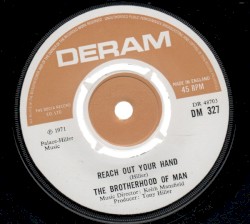 DERAM
MADE IN ENGLAND
45 RPM
DR 48703
DM 327
℗ 1971
Palace-Hiller
Music
REACH OUT YOUR HAND
(Hiller)
THE BROTHERHOOD OF MAN
Music Director: Keith Mansfield
Producer: Tony Hiller